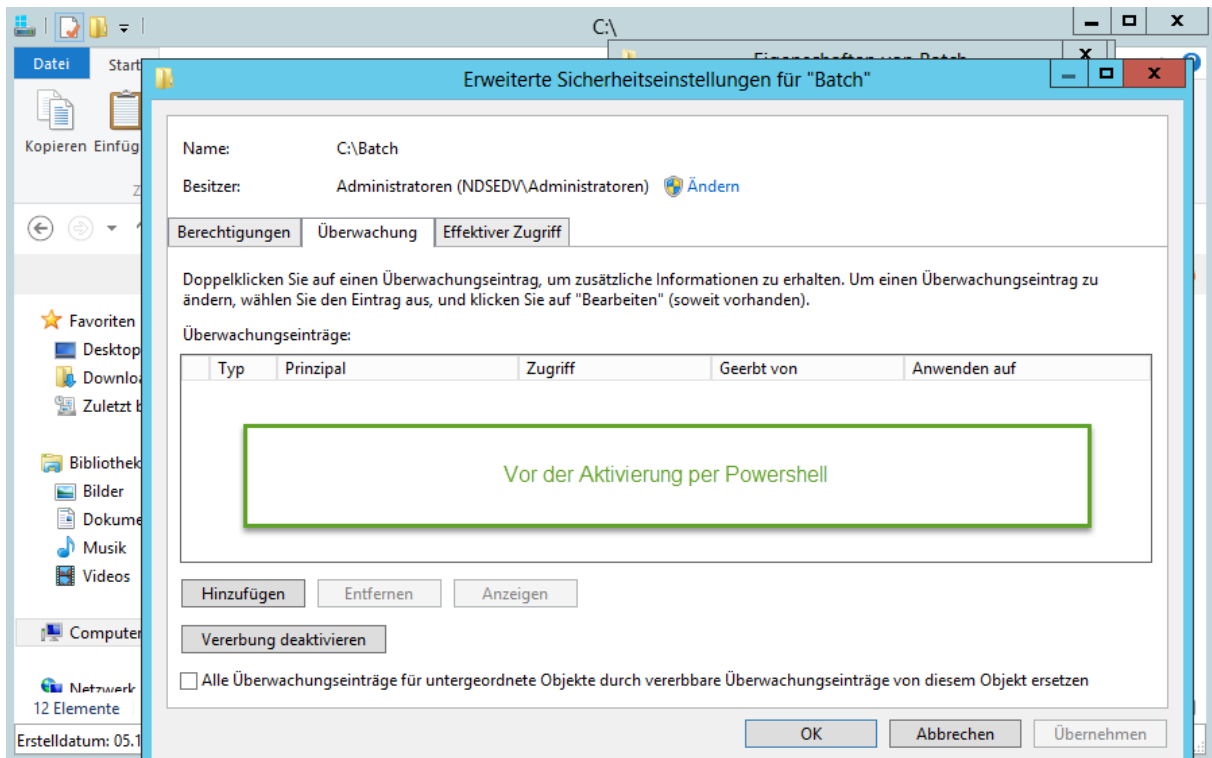 C:\
Datei Start
Erweiterte Sicherheitseinstellungen für "Batch"
Kopieren
Name: C:\Batch
Besitzer: Administratoren (NDSEDV\Administratoren) Ändern
Berechtigungen Überwachung Effektiver Zugriff
Doppelklicken Sie auf einen Überwachungseintrag, um zusätzliche Informationen zu erhalten. Um einen Überwachungseintrag zu
ändern, wählen Sie den Eintrag aus, und klicken Sie auf "Bearbeiten" (soweit vorhanden).
Favoriten
Überwachungseinträge:
Desktop
Typ Prinzipal Zugriff Geerbt von Anwenden auf
Zuletzt
Vor der Aktivierung per Powershell
Bibliothek
Bilder
Dokume
Musik
Videos
Hinzufügen Entfernen Anzeigen
Computer
Vererbung deaktivieren
Alle Überwachungseinträge für untergeordnete Objekte durch vererbbare Überwachungseinträge von diesem Objekt ersetzen
Netzwerk
12 Elemente
OK Abbrechen Übernehmen
Erstelldatum: 05.1